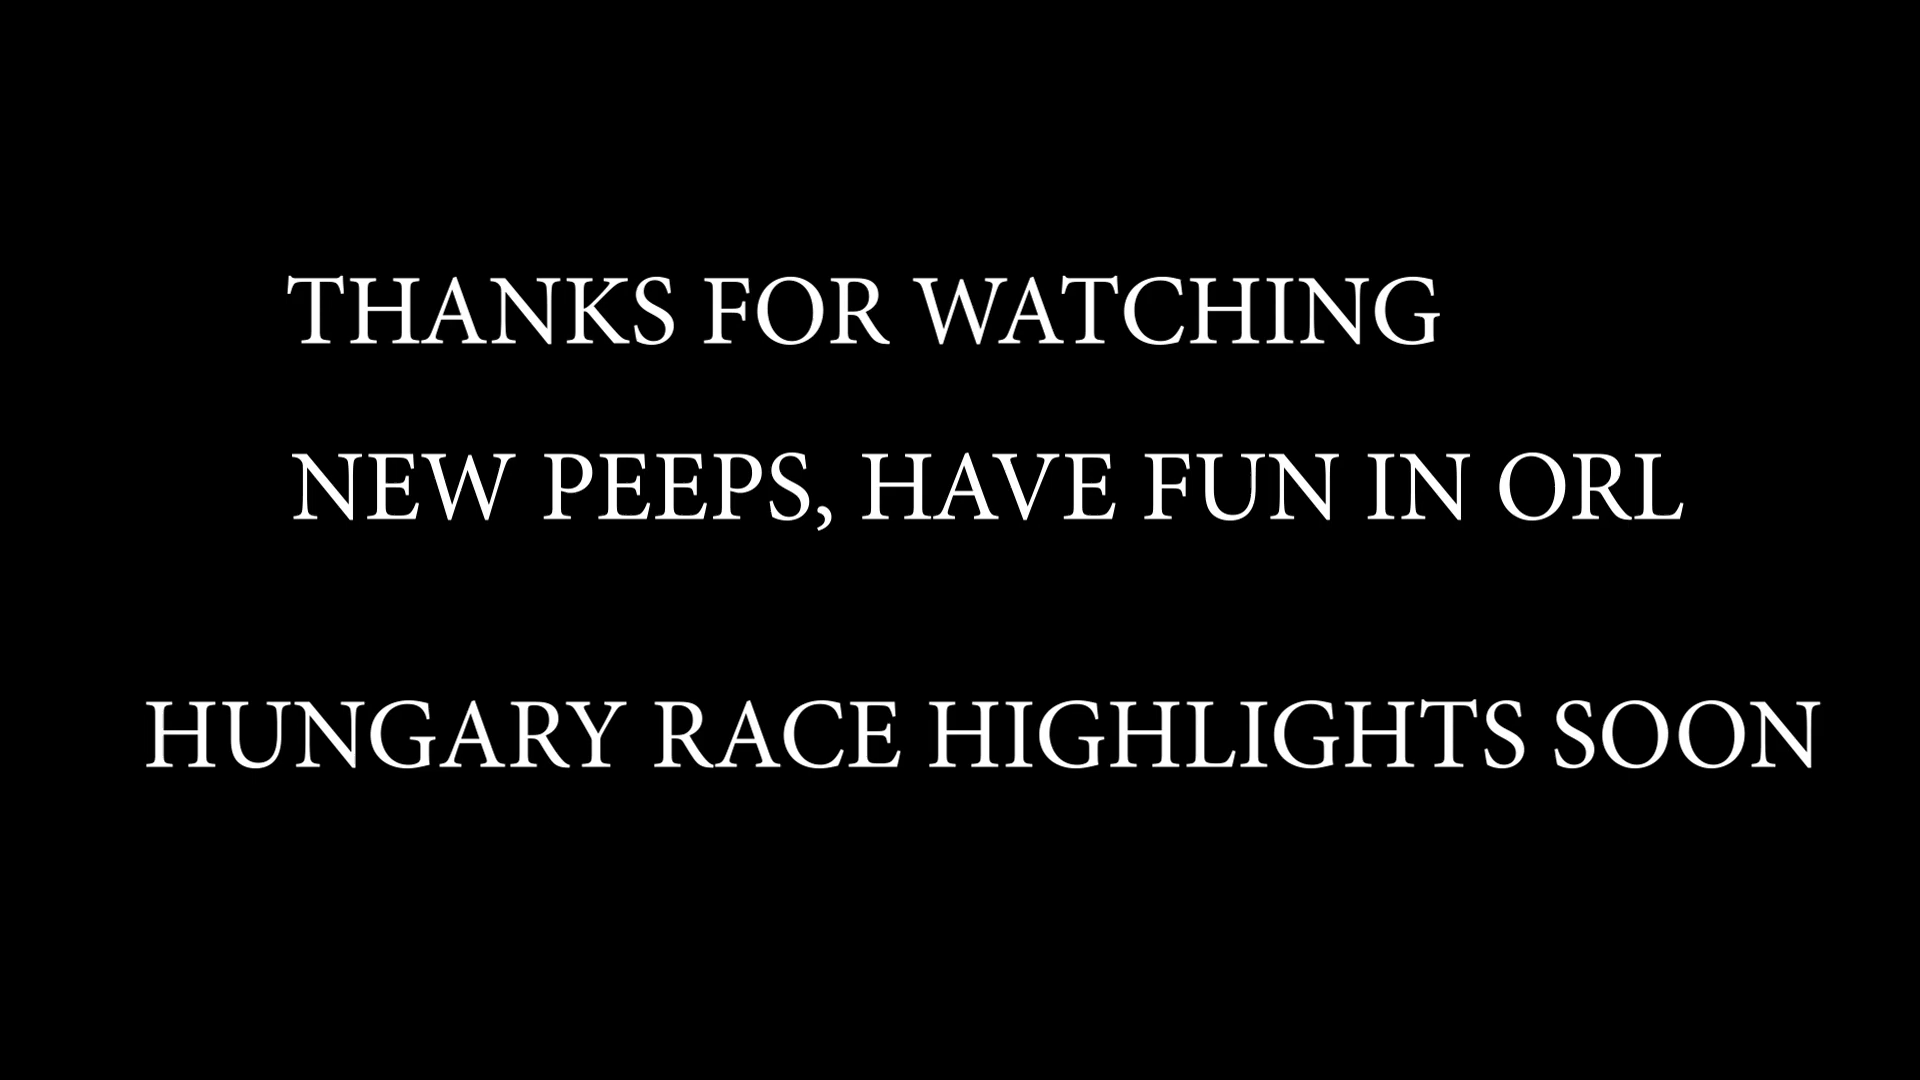 THANKS FOR WATCHING
NEW PEEPS, HAVE FUN IN ORL
HUNGARY RACE HIGHLIGHTS SOON